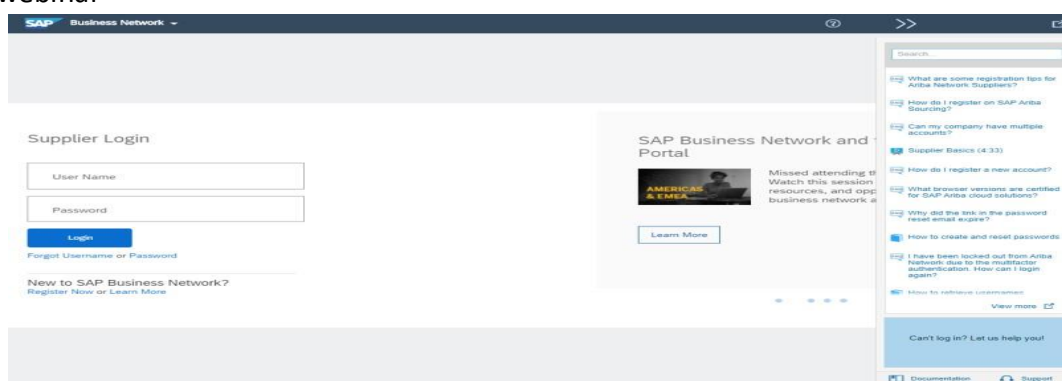 webinar
SAP Business Network
Supplier Login
User Name
Password
Login
Forgot Username or Password
New to SAP Business Network?
Register Now or Learn More
SAP Business Network and
Portal
AMERICAS
& EMEA
Missed attending
Watch this session
resources, and
business network
Learn More
Search...
What are some registration tips for
Ariba Network Suppliers?
How do I register on SAP Ariba
Sourcing?
Can my company have multiple
accounts?
Supplier Basics (4:33)
How do I register a new account?
What browser versions are certified
for SAP Ariba cloud solutions?
Why did the link in the password
reset email expire?
How to create and reset passwords
I have been locked out from Ariba
Network due to the multifactor
authentication. How can I login
again?
How to retrieve usernames
View more
Can't log in? Let us help you!
Documentation
Support